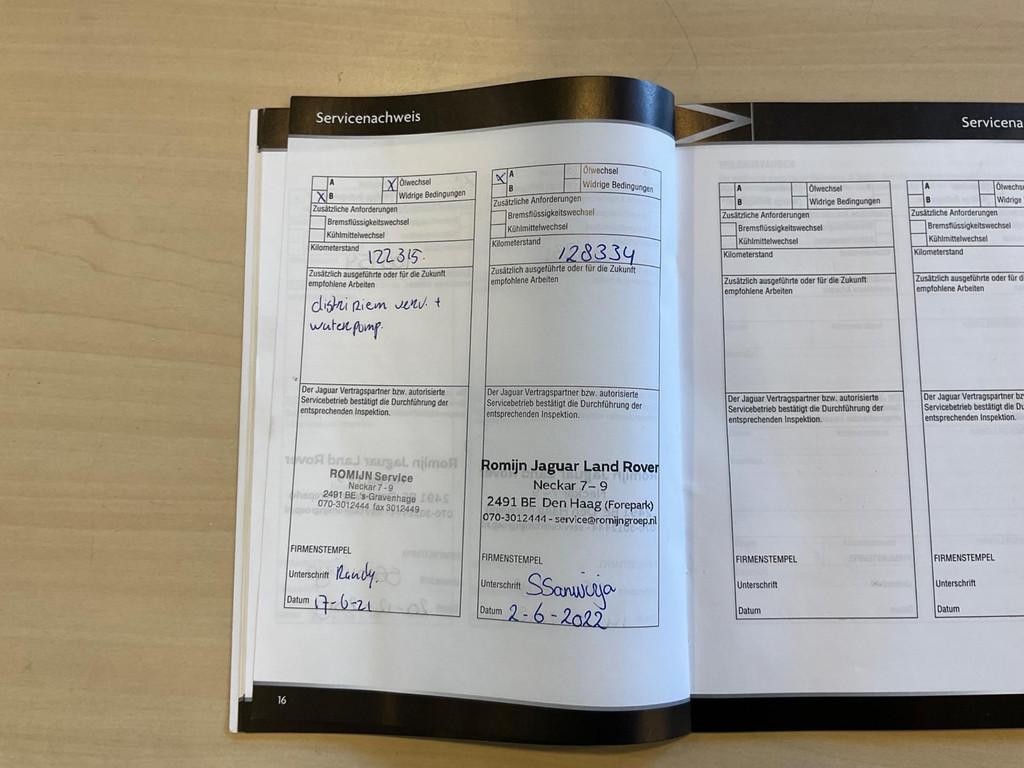 Servicenachweis
X A
B
Ölwechsel
Widrige Bedingungen
Zusätzliche Anforderungen
Bremsflüssigkeitswechsel
Kühlmittelwechsel
Kilometerstand
122315.
Zusätzlich ausgeführte oder für die Zukunft
empfohlene Arbeiten
distri riem verv. +
waterpomp.
Der Jaguar Vertragspartner bzw. autorisierte
Servicebetrieb bestätigt die Durchführung der
entsprechenden Inspektion.
ROMIJN Service
Neckar 7 - 9
2491 BE 's-Gravenhage
070-3012444 fax 3012449
FIRMENSTEMPEL
Unterschrift Randy.
Datum 17-6-21
X A
B
Ölwechsel
Widrige Bedingungen
Zusätzliche Anforderungen
Bremsflüssigkeitswechsel
Kühlmittelwechsel
Kilometerstand
128334
Zusätzlich ausgeführte oder für die Zukunft
empfohlene Arbeiten
Der Jaguar Vertragspartner bzw. autorisierte
Servicebetrieb bestätigt die Durchführung der
entsprechenden Inspektion.
Romijn Jaguar Land Rover
Neckar 7 – 9
2491 BE Den Haag (Forepark)
070-3012444 - service@romijngroep.nl
FIRMENSTEMPEL
Unterschrift
Datum 2-6-2022
16
Servicena
A
B
Ölwechsel
Widrige Bedingungen
Zusätzliche Anforderungen
Bremsflüssigkeitswechsel
Kühlmittelwechsel
Kilometerstand
Zusätzlich ausgeführte oder für die Zukunft
empfohlene Arbeiten
Der Jaguar Vertragspartner bzw. autorisierte
Servicebetrieb bestätigt die Durchführung der
entsprechenden Inspektion.
FIRMENSTEMPEL
Unterschrift
Datum
A
B
Ölwechs
Widrige
Zusätzliche Anforderungen
Bremsflüssigkeitswechs
Kühlmittelwechsel
Kilometerstand
Zusätzlich ausgeführte oder für d
empfohlene Arbeiten
Der Jaguar Vertragspartner bz
Servicebetrieb bestätigt die Du
entsprechenden Inspektion.
FIRMENSTEMPEL
Unterschrift
Datum